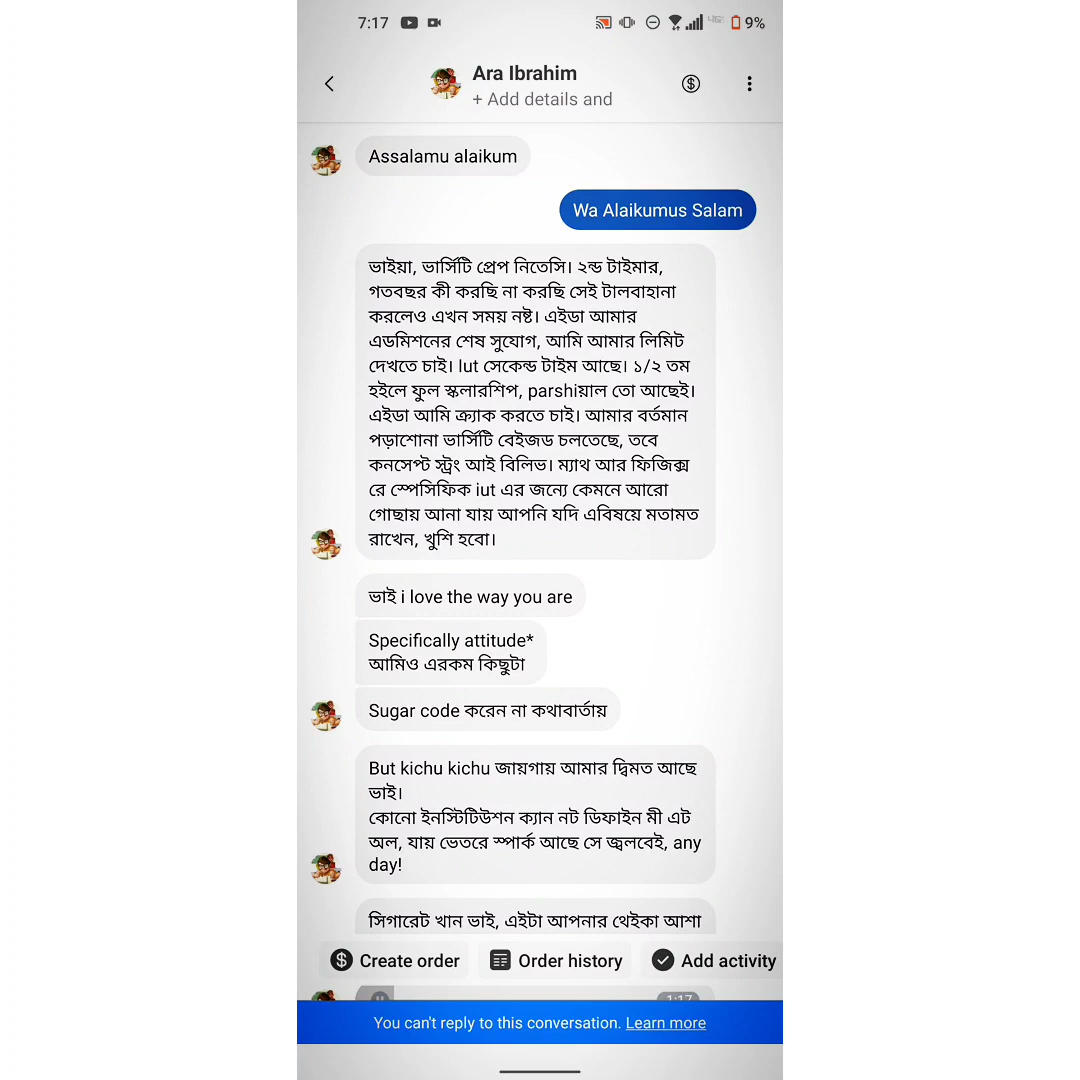 7:17
9%
Ara Ibrahim
+ Add details and
Assalamu alaikum
Wa Alaikumus Salam
ভাইয়া, ভার্সিটি প্রেপ নিতেসি। ২ন্ড টাইমার,
গতবছর কী করছি না করছি সেই টালবাহানা
করলেও এখন সময় নষ্ট। এইডা আমার
এডমিশনের শেষ সুযোগ, আমি আমার লিমিট
দেখতে চাই। Iut সেকেন্ড টাইম আছে। ১/২ তম
হইলে ফুল স্কলারশিপ, parshiয়াল তো আছেই।
এইডা আমি ক্র্যাক করতে চাই। আমার বর্তমান
পড়াশোনা ভার্সিটি বেইজড চলতেছে, তবে
কনসেপ্ট স্ট্রং আই বিলিভ। ম্যাথ আর ফিজিক্স
রে স্পেসিফিক iut এর জন্যে কেমনে আরো
গোছায় আনা যায় আপনি যদি এবিষয়ে মতামত
রাখেন, খুশি হবো।
ভাই i love the way you are
Specifically attitude*
আমিও এরকম কিছুটা
Sugar code করেন না কথাবার্তায়
But kichu kichu জায়গায় আমার দ্বিমত আছে
ভাই।
কোনো ইনস্টিটিউশন ক্যান নট ডিফাইন মী এট
অল, যায় ভেতরে স্পার্ক আছে সে জ্বলবেই, any
day!
সিগারেট খান ভাই, এইটা আপনার থেইকা আশা
Create order
Order history
Add activity
1:17
You can't reply to this conversation. Learn more